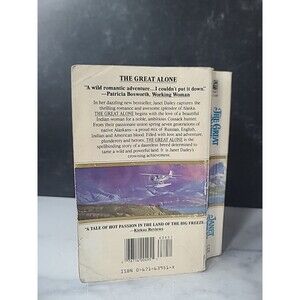 THE GREAT ALONE
"A wild romantic adventure...I couldn't put it down."
—Patricia Bosworth, Working Woman
In her dazzling new bestseller, Janet Dailey captures
the thrilling romance and awesome splendor of Alaska.
THE GREAT ALONE begins with the love of a
beautiful woman for a noble, ambitious Cossack hunter.
From their passionate union spring seven generations of
native Alaskans—a proud mix of Russian, English,
Indian and American blood. Filled with love and adventure,
plunderers and heroes, THE GREAT ALONE is the
spellbinding story of a dauntless breed determined to
tame a wild and powerful land. It is Janet Dailey's
crowning achievement.
"A TALE OF HOT PASSION IN THE LAND OF THE BIG FREEZE."
—Kirkus Reviews
ISBN 0-671-63951-X
THE GREAT
JANET